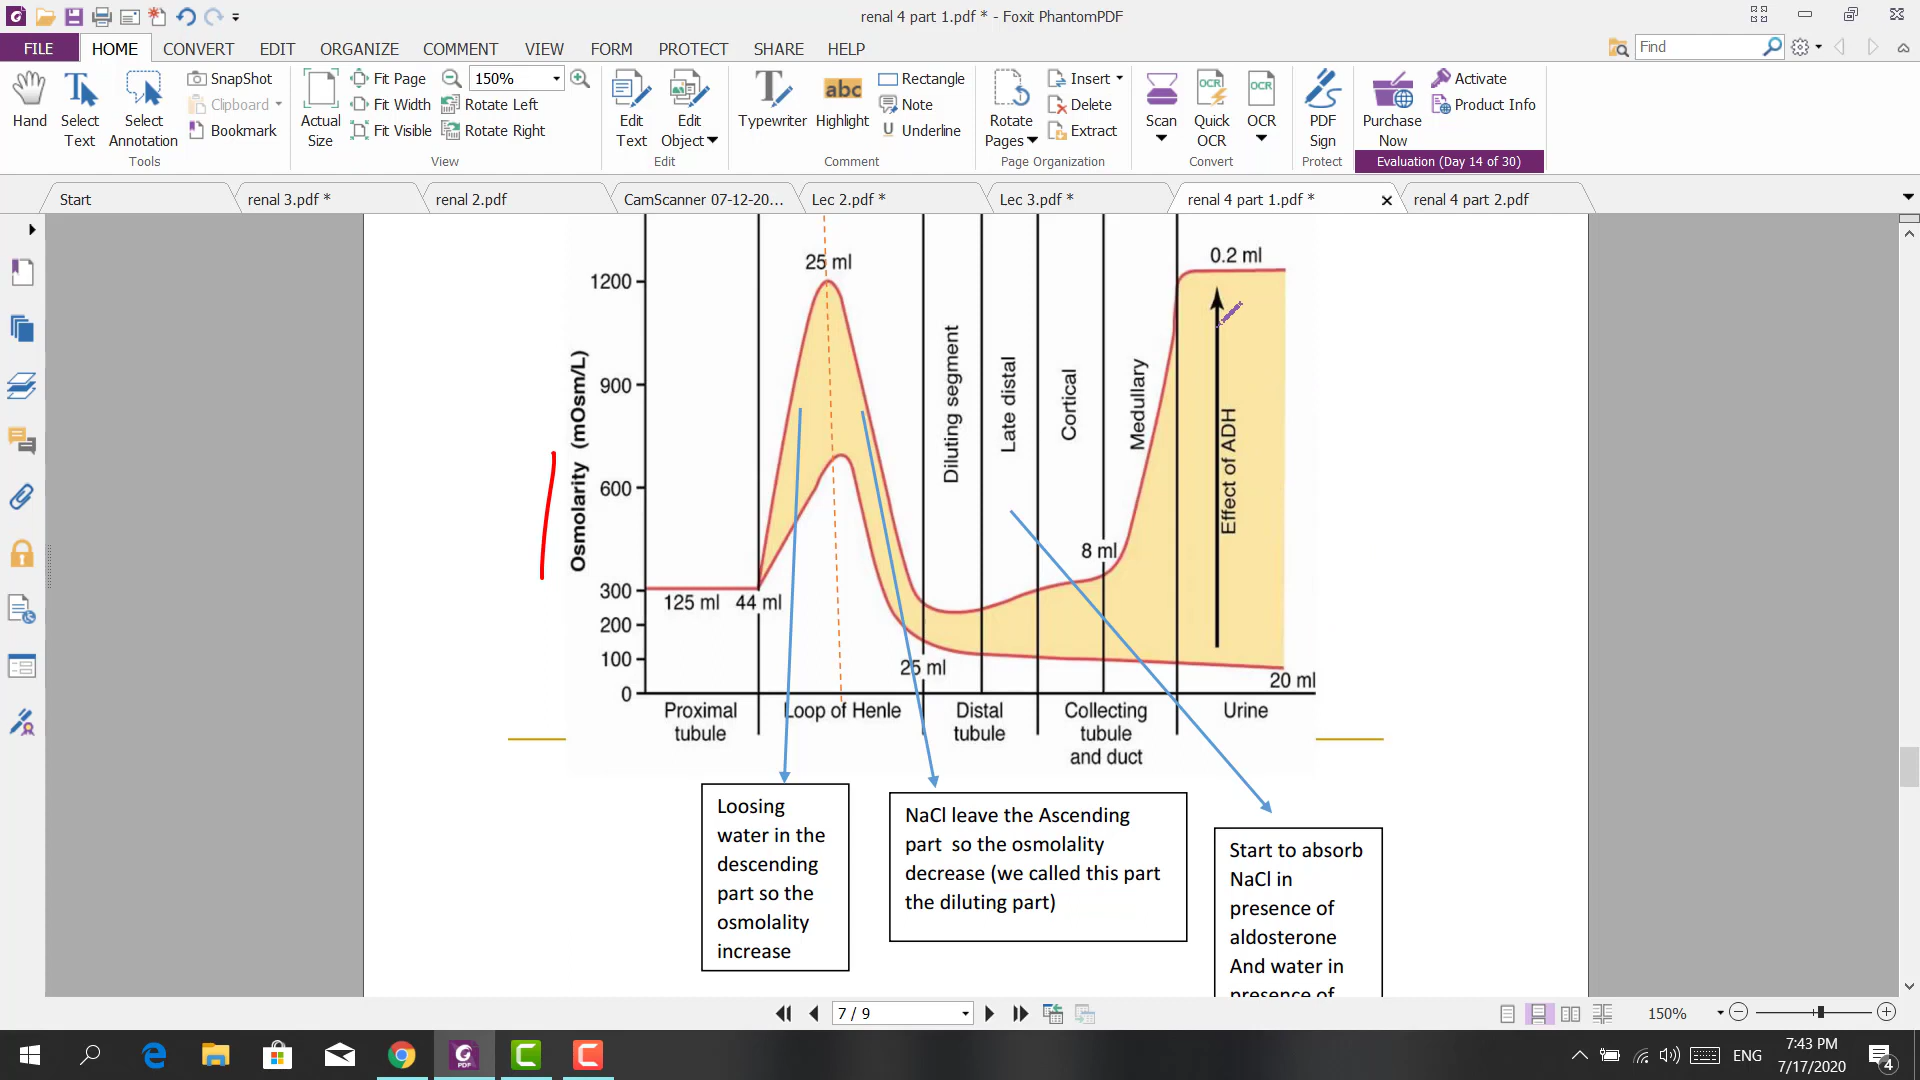 renal 4 part 1.pdf * - Foxit PhantomPDF
FILE HOME CONVERT EDIT ORGANIZE COMMENT VIEW FORM PROTECT SHARE HELP Find
Hand
Select Text
Select Annotation
SnapShot
Clipboard
Bookmark
Tools
Actual Size
Fit Page
Fit Width
Fit Visible
150%
Rotate Left
Rotate Right
View
Edit Text
Edit Object
Edit
Typewriter
abc
Highlight
Rectangle
Note
Underline
Comment
Rotate Pages
Insert
Delete
Extract
Page Organization
Scan
OCR
Quick OCR
OCR
OCR
Convert
PDF Sign
Protect
Purchase Now
Activate
Product Info
Evaluation (Day 14 of 30)
Start
renal 3.pdf *
renal 2.pdf
CamScanner 07-12-20...
Lec 2.pdf *
Lec 3.pdf *
renal 4 part 1.pdf *
renal 4 part 2.pdf
Osmolarity (mOsm/L)
1200
900
600
300
200
100
0
125 ml
44 ml
25 ml
25 ml
8 ml
0.2 ml
20 ml
Diluting segment
Late distal
Cortical
Medullary
Effect of ADH
Proximal
tubule
Loop of Henle
Distal
tubule
Collecting
tubule
and duct
Urine
Loosing
water in the
descending
part so the
osmolality
increase
NaCl leave the Ascending
part so the osmolality
decrease (we called this part
the diluting part)
Start to absorb
NaCl in
presence of
aldosterone
And water in
presence of
7 / 9
150%
PDF
ENG
7:43 PM
7/17/2020
4